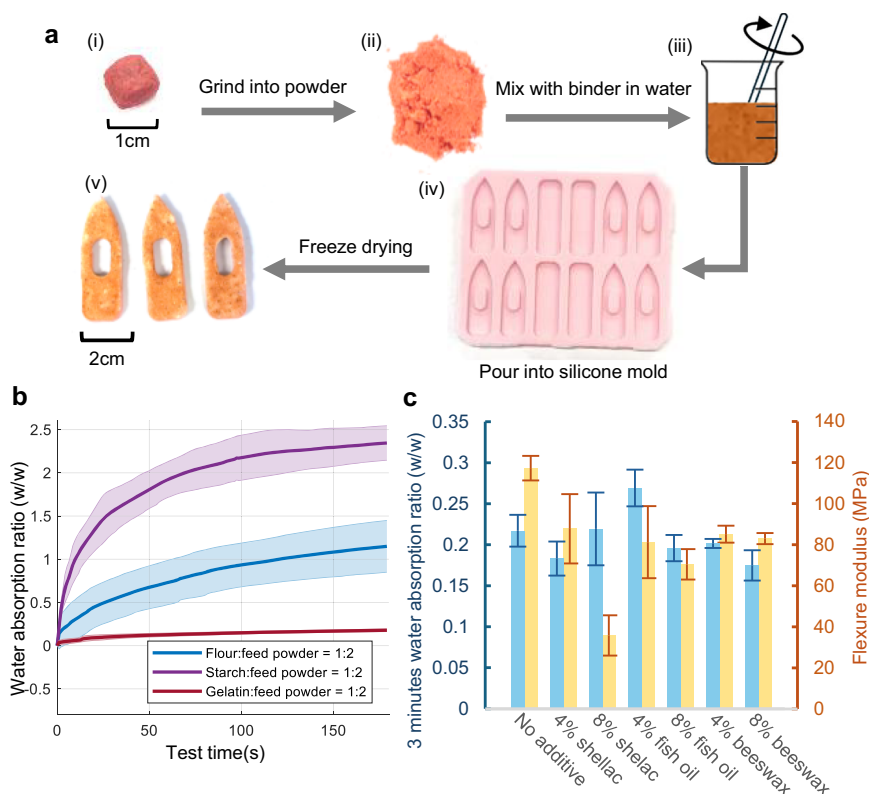 a
(i)
(ii)
(iii)
Grind into powder
Mix with binder in water
1cm
(v)
(iv)
Freeze drying
2cm
Pour into silicone mold
b
Water absorption ratio (w/w)
2.5
2
1.5
1
0.5
0
-0.5
Flour:feed powder = 1:2
Starch:feed powder = 1:2
Gelatin:feed powder = 1:2
0
50
100
150
Test time(s)
c
3 minutes water absorption ratio (w/w)
0.35
0.3
0.25
0.2
0.15
0.1
0.05
0
140
120
100
80
60
40
20
0
Flexure modulus (MPa)
No additive
4% shellac
8% shelac
4% fish oil
8% fish oil
4% beeswax
8% beeswax